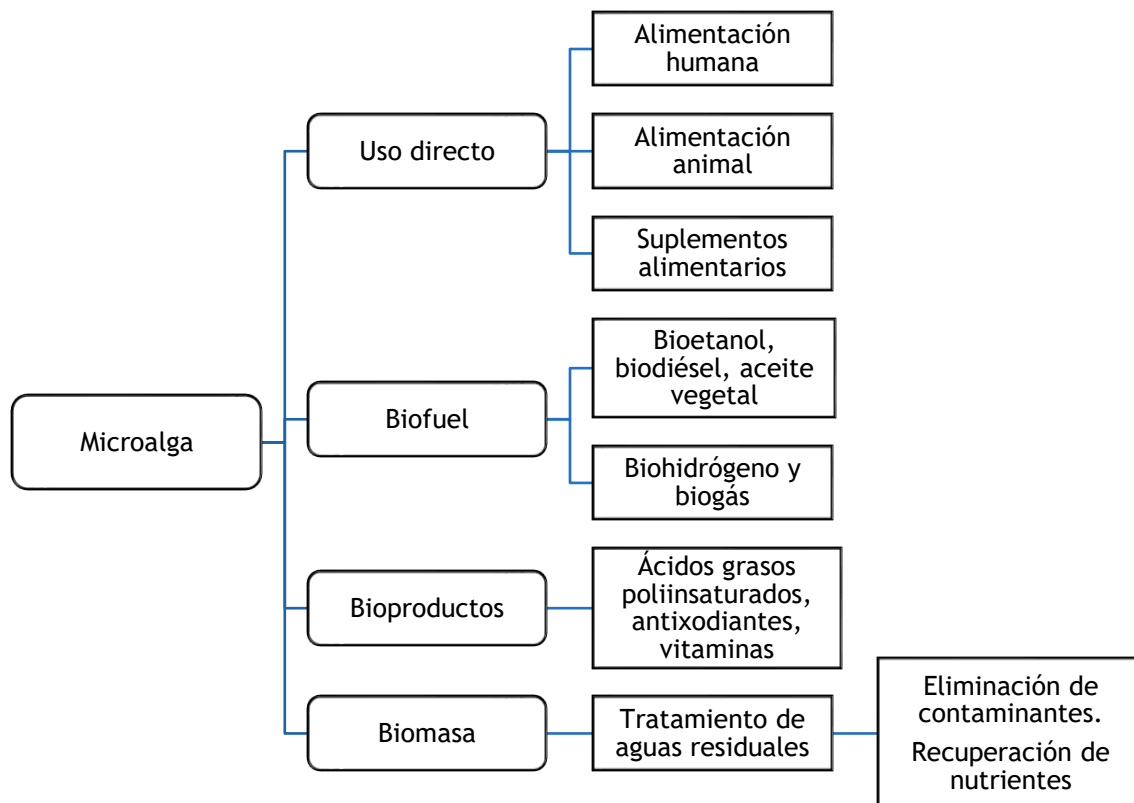 Alimentación
humana
Uso directo
Alimentación
animal
Suplementos
alimentarios
Bioetanol,
biodiésel, aceite
vegetal
Biofuel
Microalga
Biohidrógeno y
biogás
Ácidos grasos
poliinsaturados,
antixodiantes,
vitaminas
Bioproductos
Biomasa
Tratamiento de
aguas residuales
Eliminación de
contaminantes.
Recuperación de
nutrientes